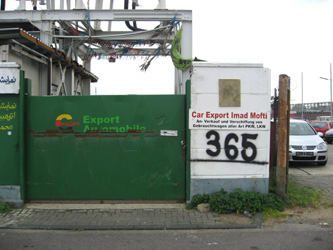 Export
Automobile
Car Export Imad Mofti
An- Verkauf und Verschiffung von
Gebrauchtwagen aller Art PKW, LKW
365